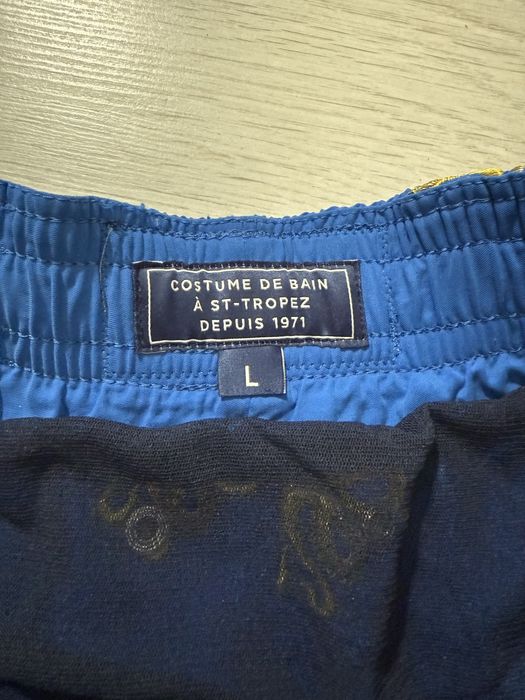 COSTUME DE BAIN
À ST-TROPEZ
DEPUIS 1971
L